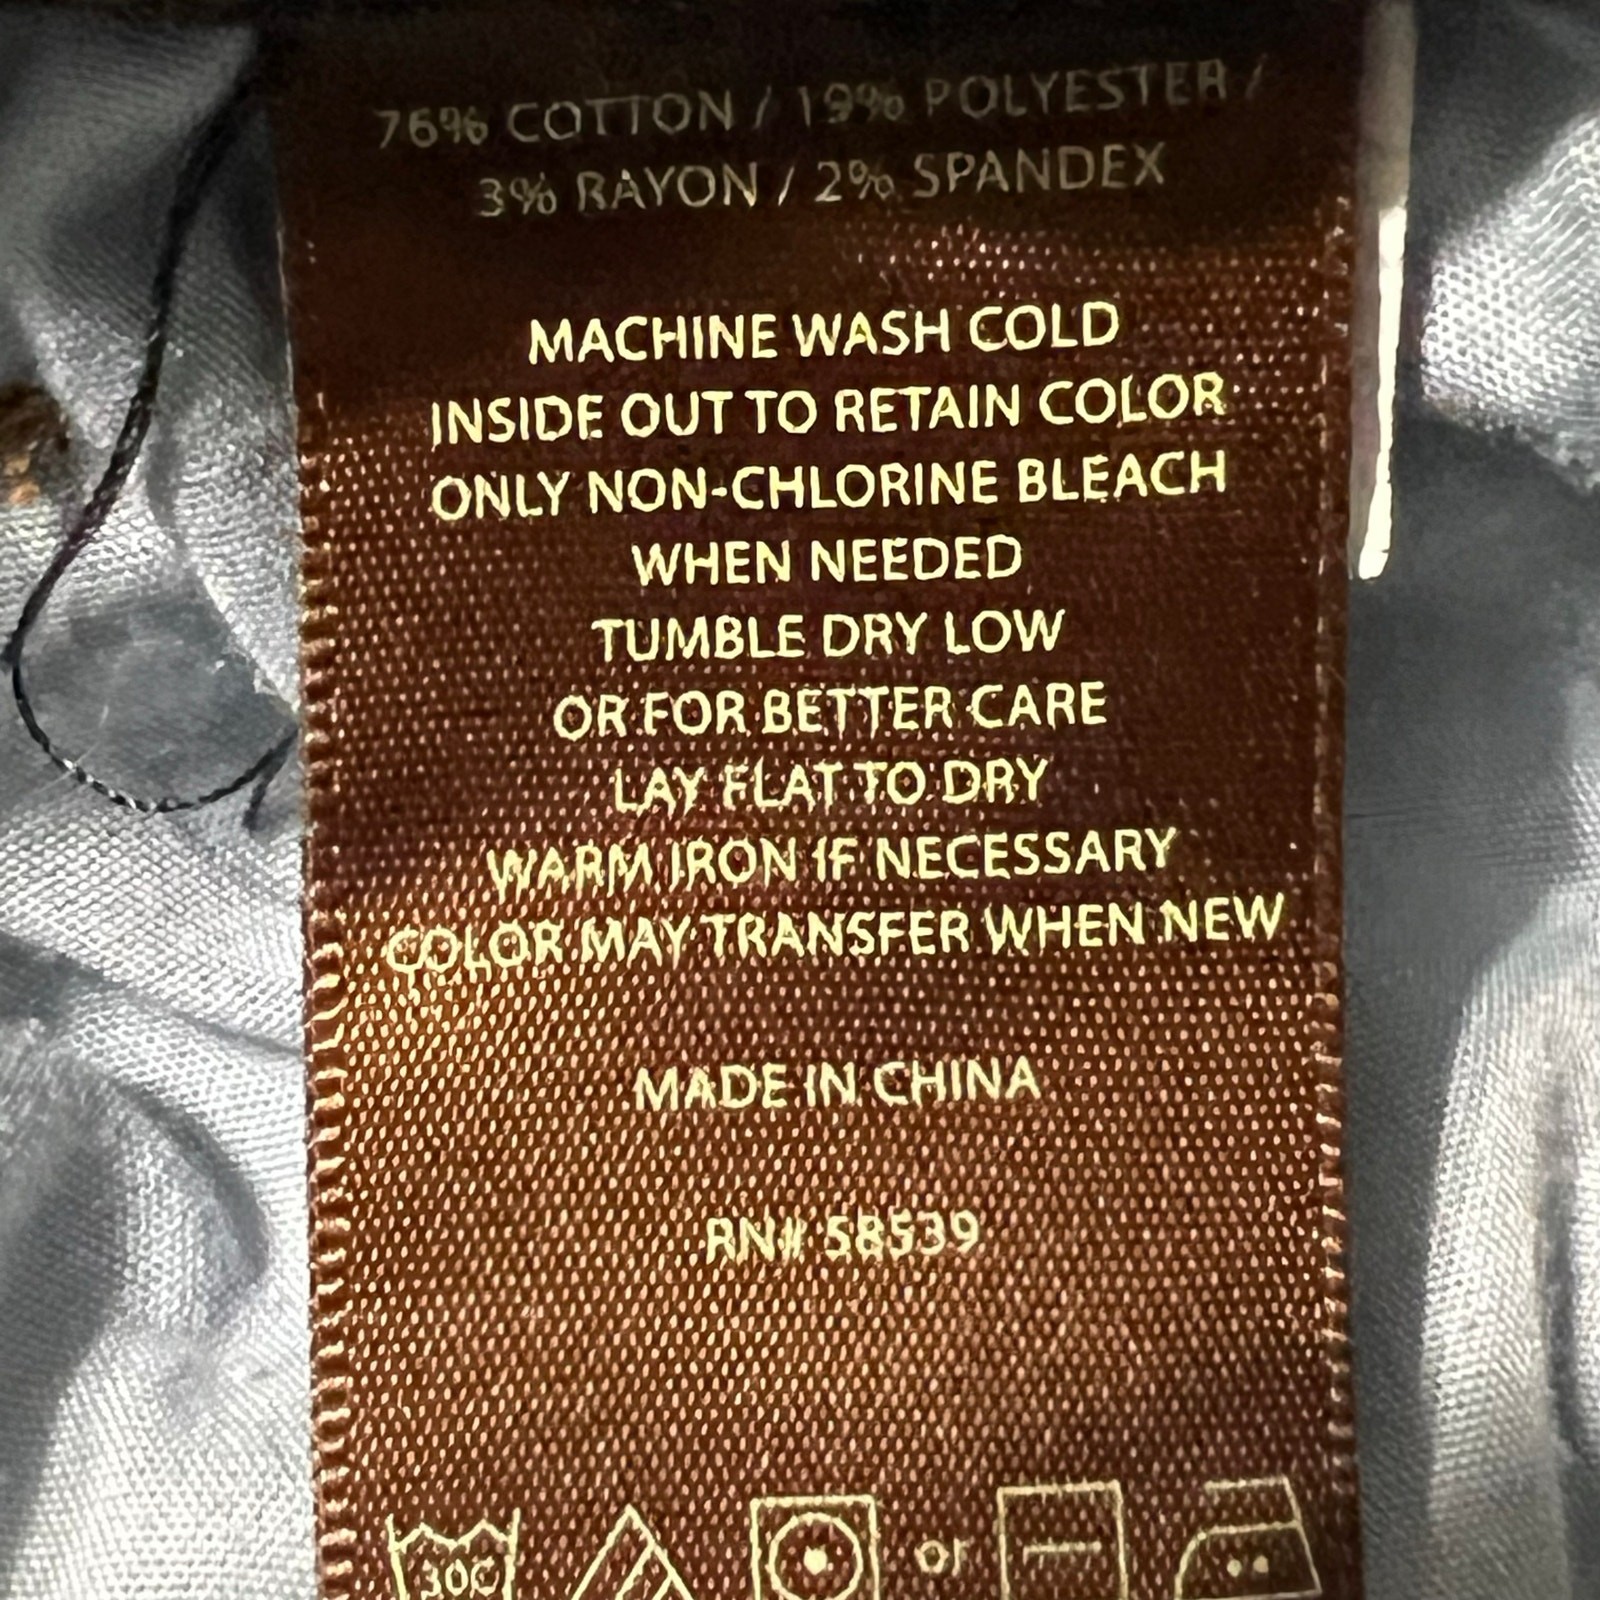 76% COTTON / 19% POLYESTER /
3% RAYON / 2% SPANDEX
MACHINE WASH COLD
INSIDE OUT TO RETAIN COLOR
ONLY NON-CHLORINE BLEACH
WHEN NEEDED
TUMBLE DRY LOW
OR FOR BETTER CARE
LAY FLAT TO DRY
WARM IRON IF NECESSARY
COLOR MAY TRANSFER WHEN NEW
MADE IN CHINA
RN# 58539
30C or